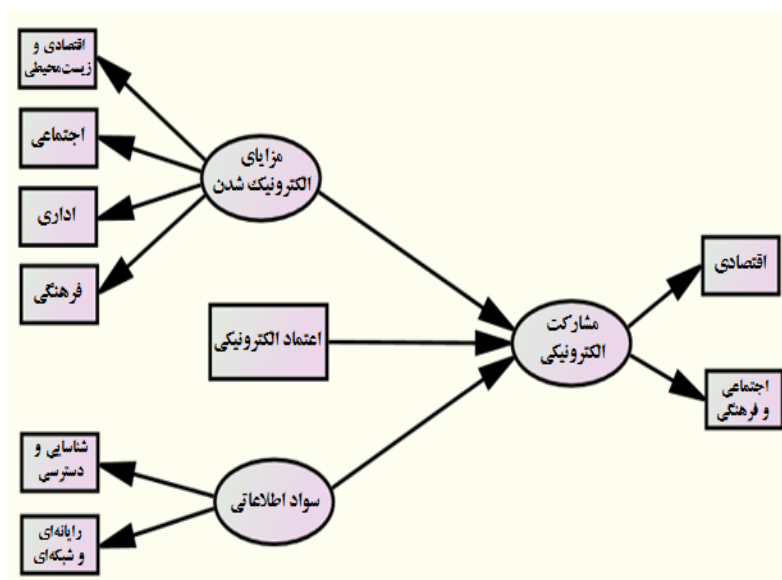 اقتصادی و
زیست‌محیطی
اجتماعی
اداری
فرهنگی
مزایای
الکترونیک شدن
اعتماد الکترونیکی
شناسایی و
دسترسی
رایانه‌ای
و شبکه‌ای
سواد اطلاعاتی
مشارکت
الکترونیکی
اقتصادی
اجتماعی
و فرهنگی